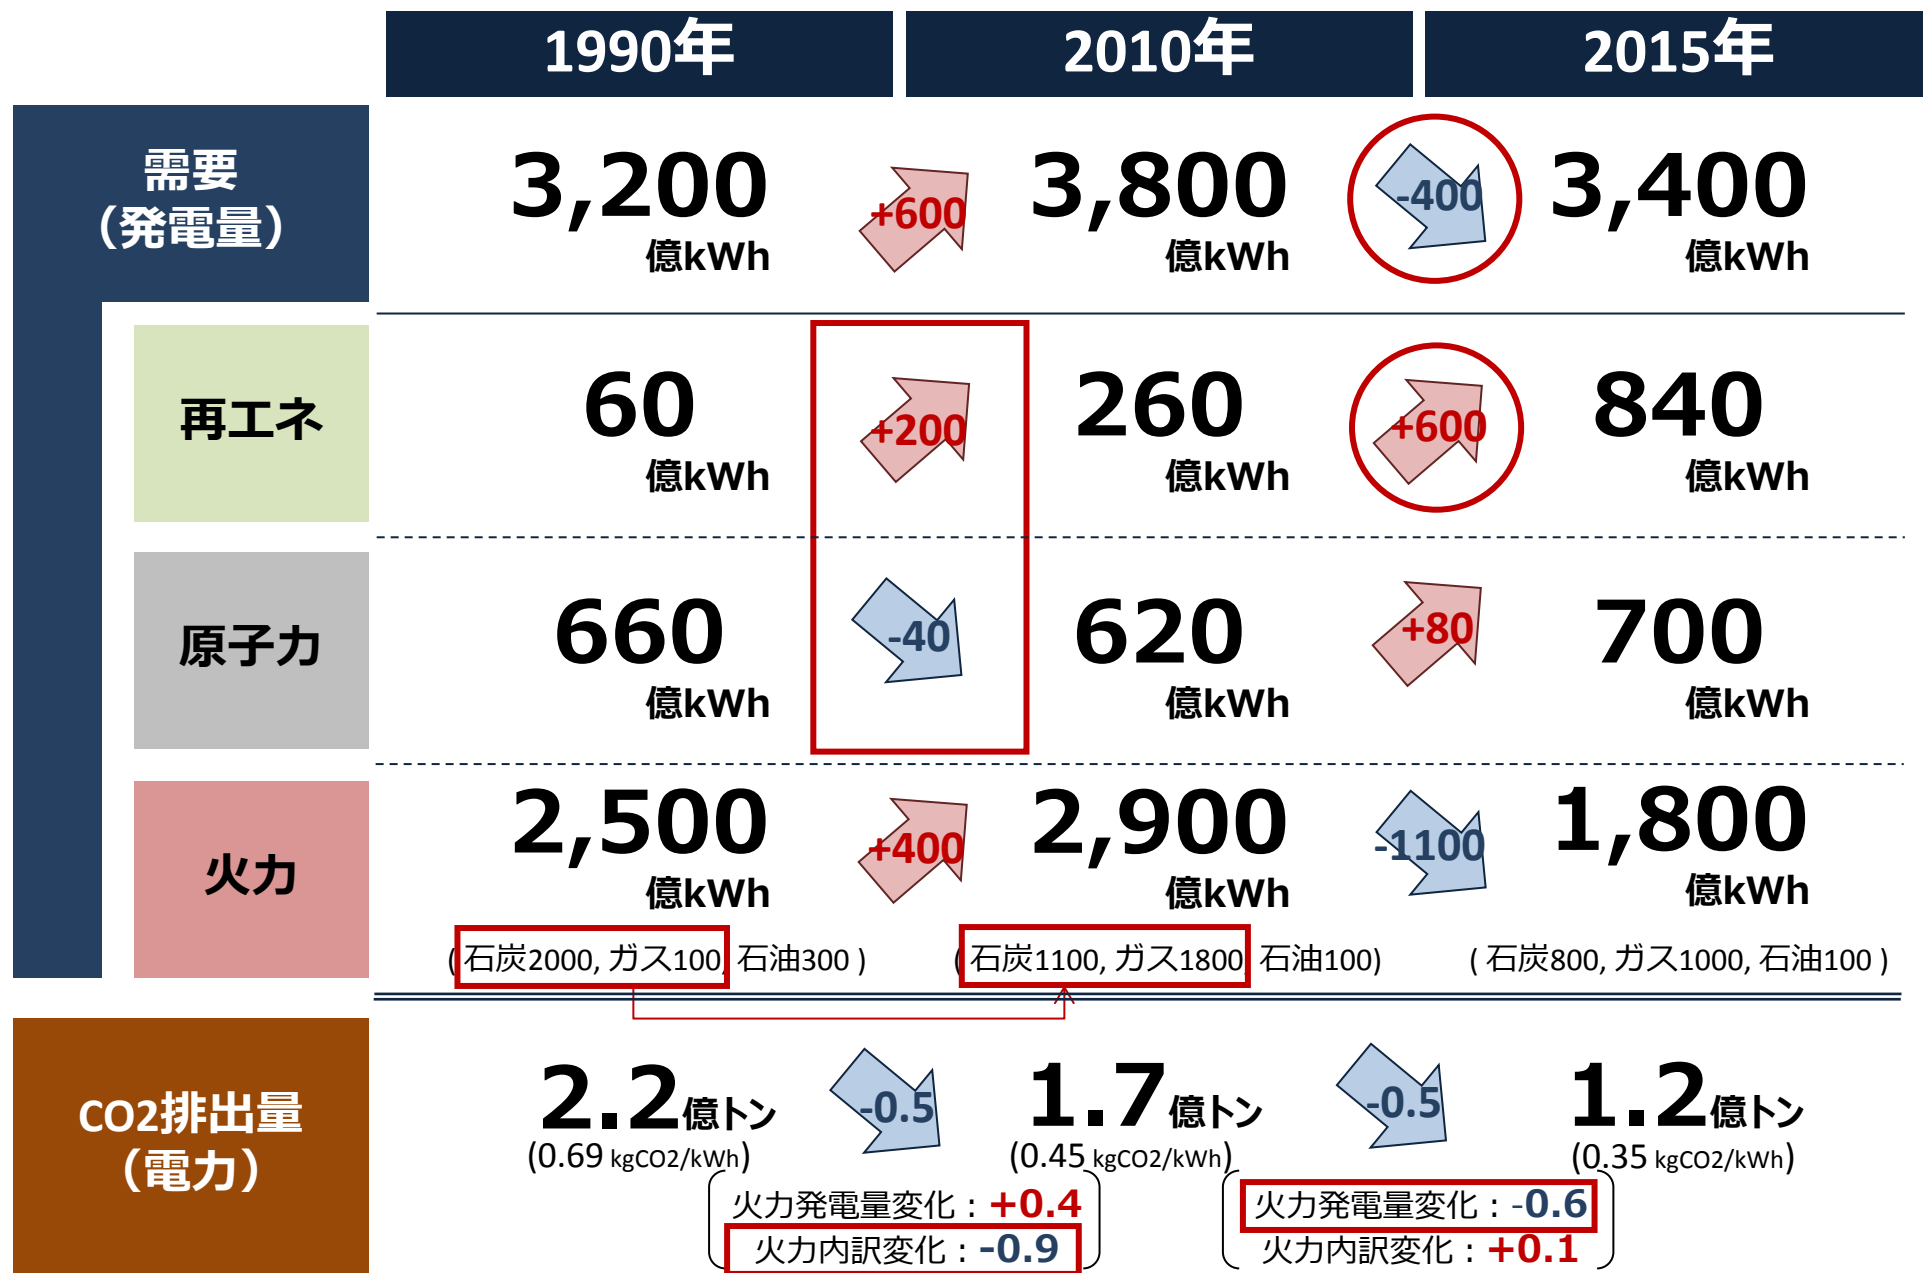 1990年
2010年
2015年
需要
（発電量）
3,200
億kWh
+600
3,800
億kWh
-400
3,400
億kWh
再エネ
60
億kWh
+200
260
億kWh
+600
840
億kWh
原子力
660
億kWh
-40
620
億kWh
+80
700
億kWh
火力
2,500
億kWh
+400
2,900
億kWh
-1100
1,800
億kWh
( 石炭2000, ガス100, 石油300 )
( 石炭1100, ガス1800, 石油100)
( 石炭800, ガス1000, 石油100 )
CO2排出量
（電力）
2.2億トン
(0.69 kgCO2/kWh)
-0.5
1.7億トン
(0.45 kgCO2/kWh)
-0.5
1.2億トン
(0.35 kgCO2/kWh)
火力発電量変化：+0.4
火力内訳変化：-0.9
火力発電量変化：-0.6
火力内訳変化：+0.1